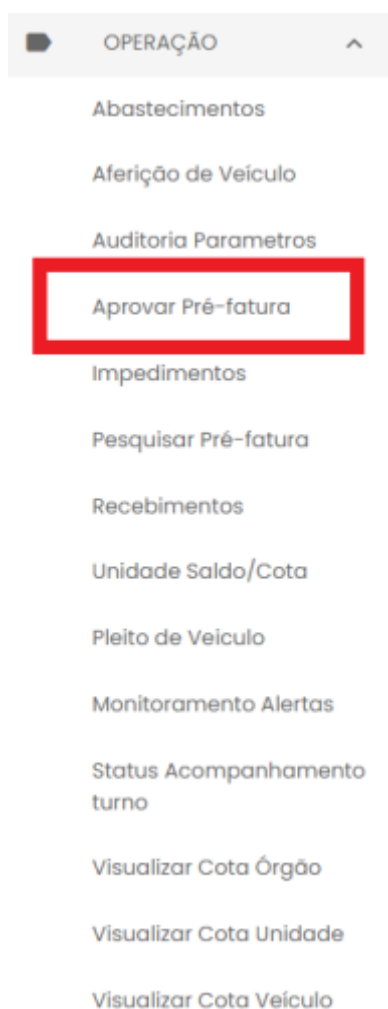 OPERAÇÃO
Abastecimentos
Aferição de Veículo
Auditoria Parametros
Aprovar Pré-fatura
Impedimentos
Pesquisar Pré-fatura
Recebimentos
Unidade Saldo/Cota
Pleito de Veiculo
Monitoramento Alertas
Status Acompanhamento
turno
Visualizar Cota Órgão
Visualizar Cota Unidade
Visualizar Cota Veículo